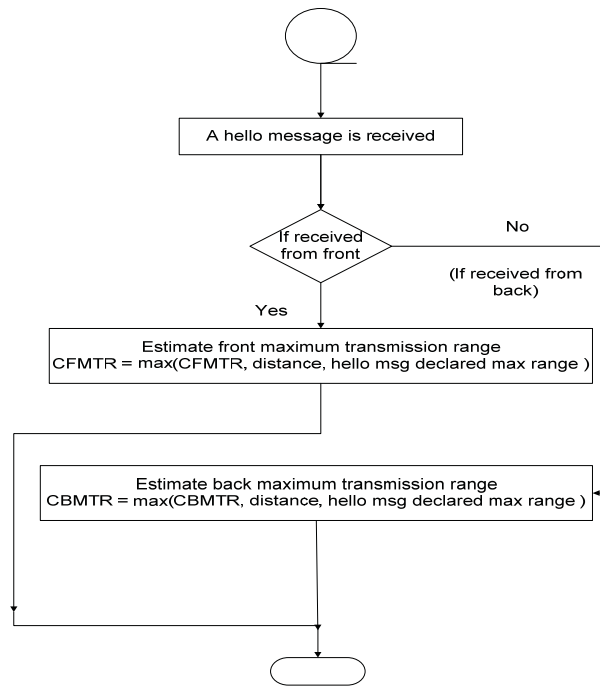 A hello message is received
If received
from front
No
(If received from
back)
Yes
Estimate front maximum transmission range
CFMTR = max(CFMTR, distance, hello msg declared max range )
Estimate back maximum transmission range
CBMTR = max(CBMTR, distance, hello msg declared max range )